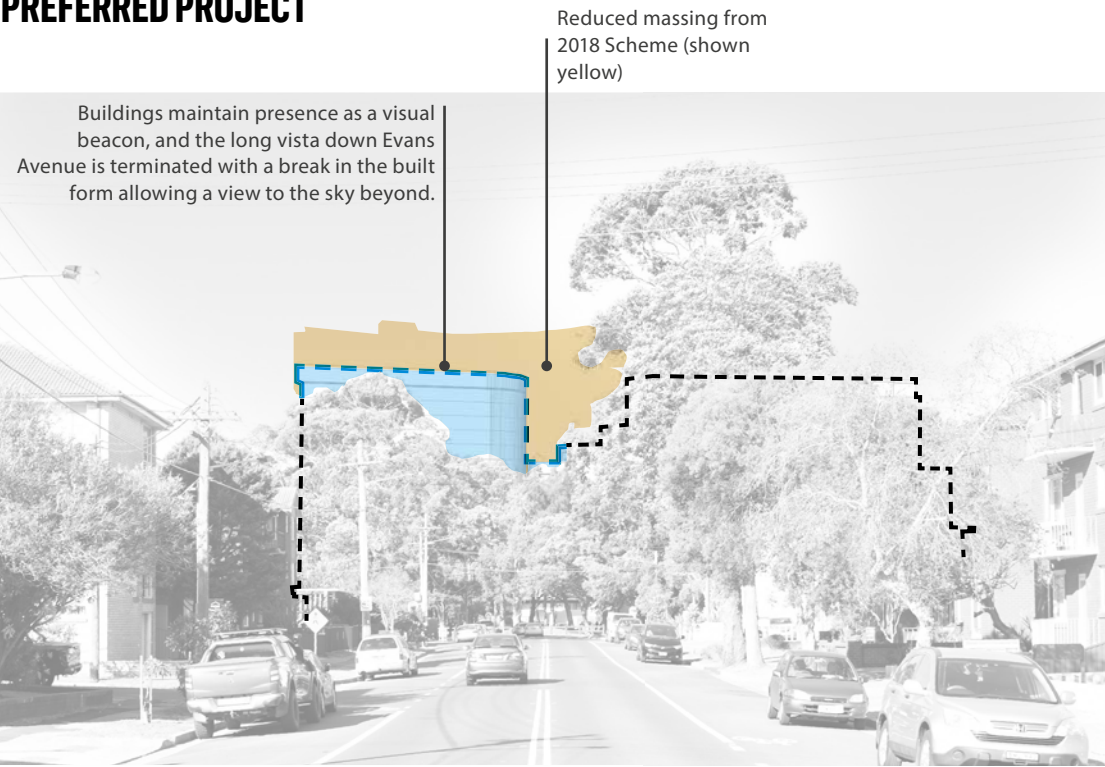 PREFERRED PROJECT
Reduced massing from
2018 Scheme (shown
yellow)
Buildings maintain presence as a visual
beacon, and the long vista down Evans
Avenue is terminated with a break in the built
form allowing a view to the sky beyond.